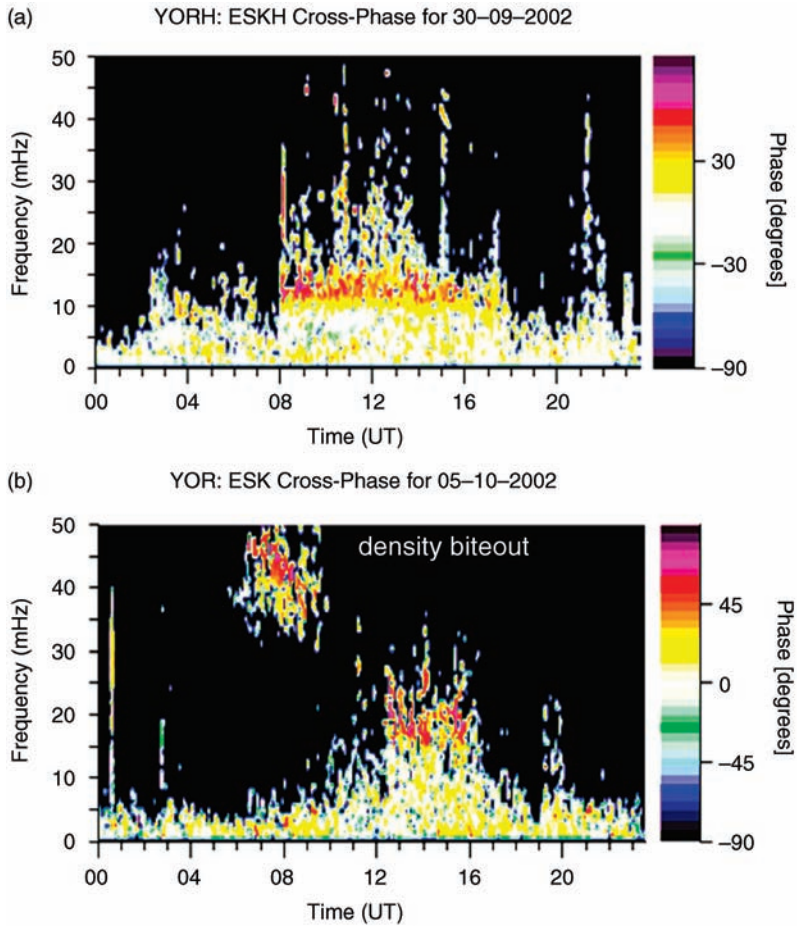 (a)
YORH: ESKH Cross-Phase for 30–09–2002
50
40
30
20
10
0
Frequency (mHz)
00 04 08 12 16 20
Time (UT)
30
–30
–90
Phase [degrees]
(b)
YOR: ESK Cross-Phase for 05–10–2002
density biteout
50
40
30
20
10
0
Frequency (mHz)
00 04 08 12 16 20
Time (UT)
45
0
–45
–90
Phase [degrees]